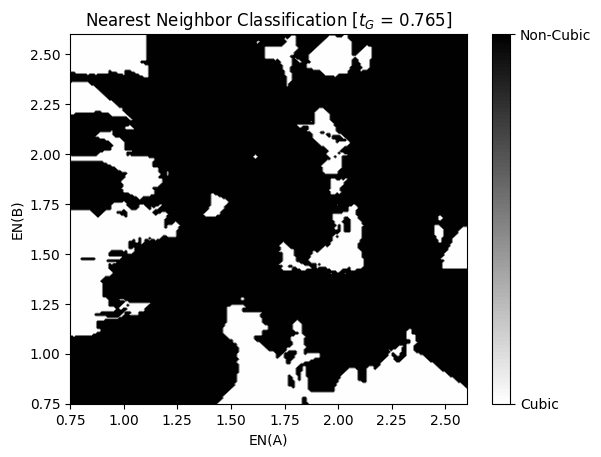 Nearest Neighbor Classification [$t_G$ = 0.765]
2.50
2.25
2.00
1.75
1.50
1.25
1.00
0.75
EN(B)
0.75 1.00 1.25 1.50 1.75 2.00 2.25 2.50
EN(A)
Non-Cubic
Cubic